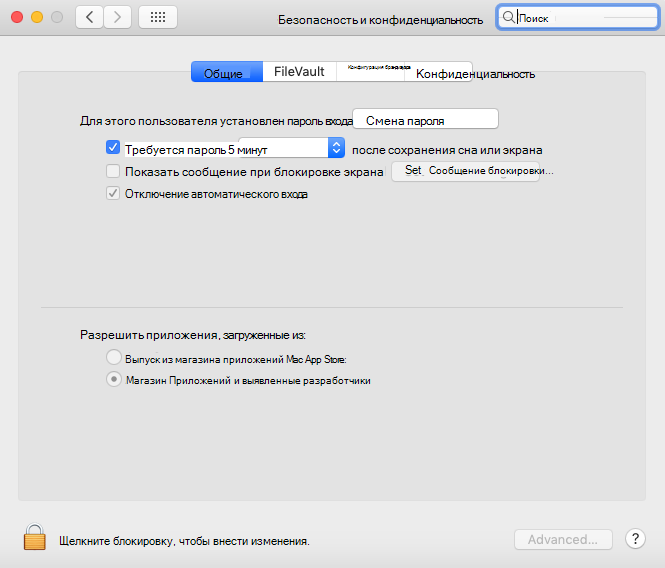 Безопасность и конфиденциальность
Поиск
Общие FileVault Конфигурация брандмауэра Конфиденциальность
Для этого пользователя установлен пароль входа Смена пароля
Требуется пароль 5 минут после сохранения сна или экрана
Показать сообщение при блокировке экрана Set Сообщение блокировки...
Отключение автоматического входа
Разрешить приложения, загруженные из:
Выпуск из магазина приложений Mac App Store:
Магазин Приложений и выявленные разработчики
Щелкните блокировку, чтобы внести изменения. Advanced... ?